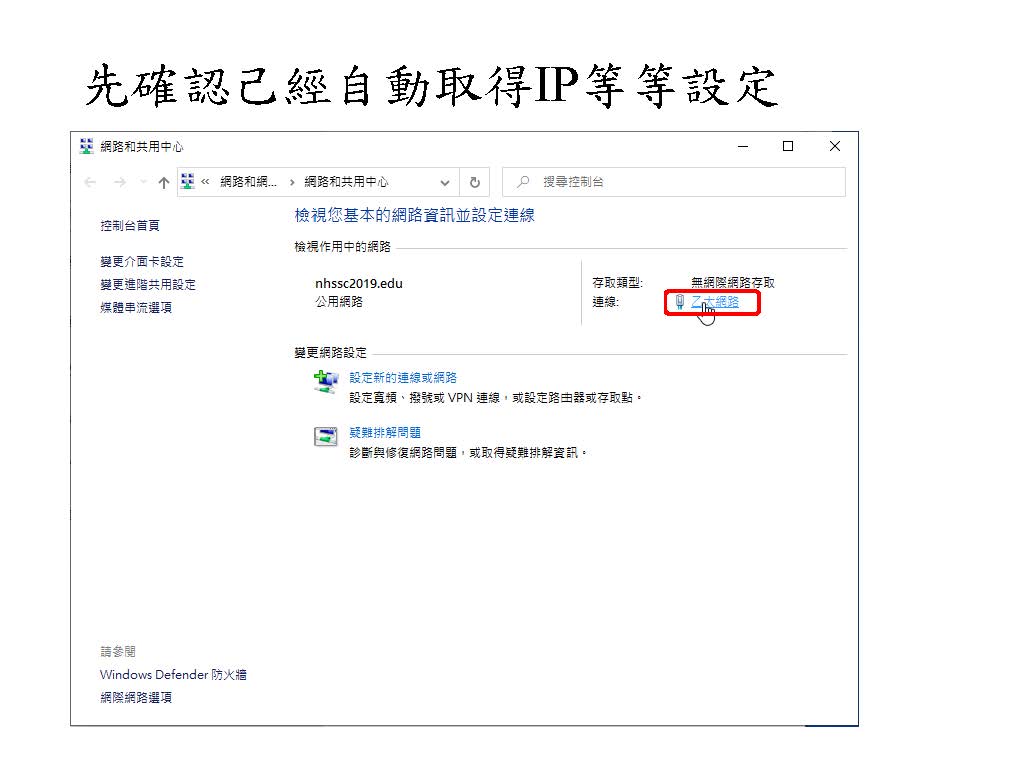 先確認己經自動取得IP等等設定
網路和共用中心
« 網路和網... › 網路和共用中心
搜尋控制台
控制台首頁
變更介面卡設定
變更進階共用設定
媒體串流選項
檢視您基本的網路資訊並設定連線
檢視作用中的網路
nhssc2019.edu
公用網路
存取類型: 無網際網路存取
連線: 乙太網路
變更網路設定
設定新的連線或網路
設定寬頻、撥號或 VPN 連線，或設定路由器或存取點。
疑難排解問題
診斷與修復網路問題，或取得疑難排解資訊。
請參閱
Windows Defender 防火牆
網際網路選項